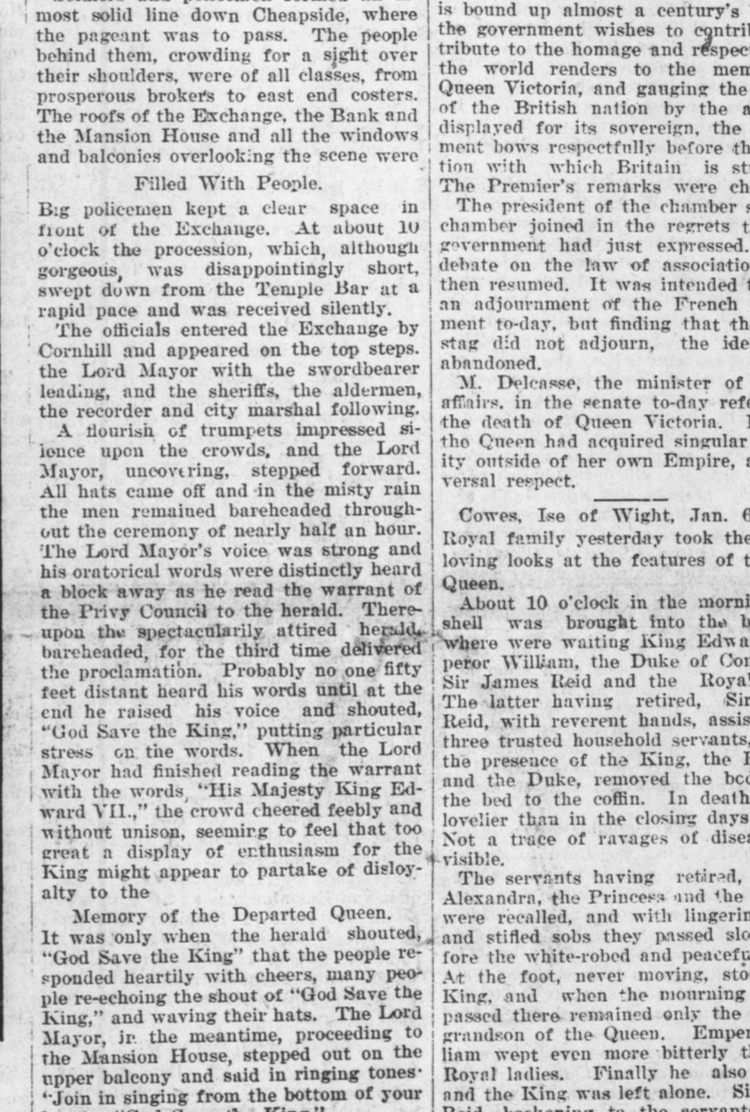 most solid line down Cheapside, where
the pageant was to pass. The people
behind them, crowding for a sight over
their shoulders, were of all classes, from
prosperous brokers to east end costers.
The roofs of the Exchange, the Bank and
the Mansion House and all the windows
and balconies overlooking the scene were
Filled With People.
Big policemen kept a clear space in
front of the Exchange. At about 10
o'clock the procession, which, although
gorgeous, was disappointingly short,
swept down from the Temple Bar at a
rapid pace and was received silently.
The officials entered the Exchange by
Cornhill and appeared on the top steps.
the Lord Mayor with the swordbearer
leading, and the sheriffs, the aldermen,
the recorder and city marshal following.
A flourish of trumpets impressed si-
lence upon the crowds, and the Lord
Mayor, uncovering, stepped forward.
All hats came off and in the misty rain
the men remained bareheaded through-
out the ceremony of nearly half an hour.
The Lord Mayor's voice was strong and
his oratorical words were distinctly heard
a block away as he read the warrant of
the Privy Council to the herald. There-
upon the spectacularily attired herald,
bareheaded, for the third time delivered
the proclamation. Probably no one fifty
feet distant heard his words until at the
end he raised his voice and shouted,
"God Save the King," putting particular
stress on the words. When the Lord
Mayor had finished reading the warrant
with the words, "His Majesty King Ed-
ward VII.," the crowd cheered feebly and
without unison, seeming to feel that too
great a display of enthusiasm for the
King might appear to partake of disloy-
alty to the
Memory of the Departed Queen.
It was only when the herald shouted,
"God Save the King" that the people re-
sponded heartily with cheers, many peo-
ple re-echoing the shout of "God Save the
King," and waving their hats. The Lord
Mayor, in the meantime, proceeding to
the Mansion House, stepped out on the
upper balcony and said in ringing tones
"Join in singing from the bottom of your
is bound up almost a century's
the government wishes to
tribute to the homage and
the world renders to the
Queen Victoria, and gauging the
of the British nation by the
displayed for its sovereign, the
ment bows respectfully before
tion with which Britain is
The Premier's remarks were
The president of the chamber
chamber joined in the regrets
government had just expressed.
debate on the law of
then resumed. It was intended
an adjournment of the French
ment to-day, but finding that
stag did not adjourn, the
abandoned.
M. Delcasse, the minister of
affairs, in the senate to-day
the death of Queen Victoria.
the Queen had acquired singular
ity outside of her own Empire,
versal respect.
Cowes, Ise of Wight, Jan.
Royal family yesterday took
loving looks at the features of
Queen.
About 10 o'clock in the
shell was brought into the
where were waiting King
peror William, the Duke of
Sir James Reid and the
The latter having retired, Sir
Reid, with reverent hands,
three trusted household servants,
the presence of the King, the
and the Duke, removed the
the bed to the coffin. In death
lovelier than in the closing days
Not a trace of ravages of
visible.
The servants having retired,
Alexandra, the Princess and the
were recalled, and with
and stifled sobs they passed
fore the white-robed and
At the foot, never moving,
King, and when the mourning
passed there remained only the
grandson of the Queen.
liam wept even more bitterly
Royal ladies. Finally he also
and the King was left alone.